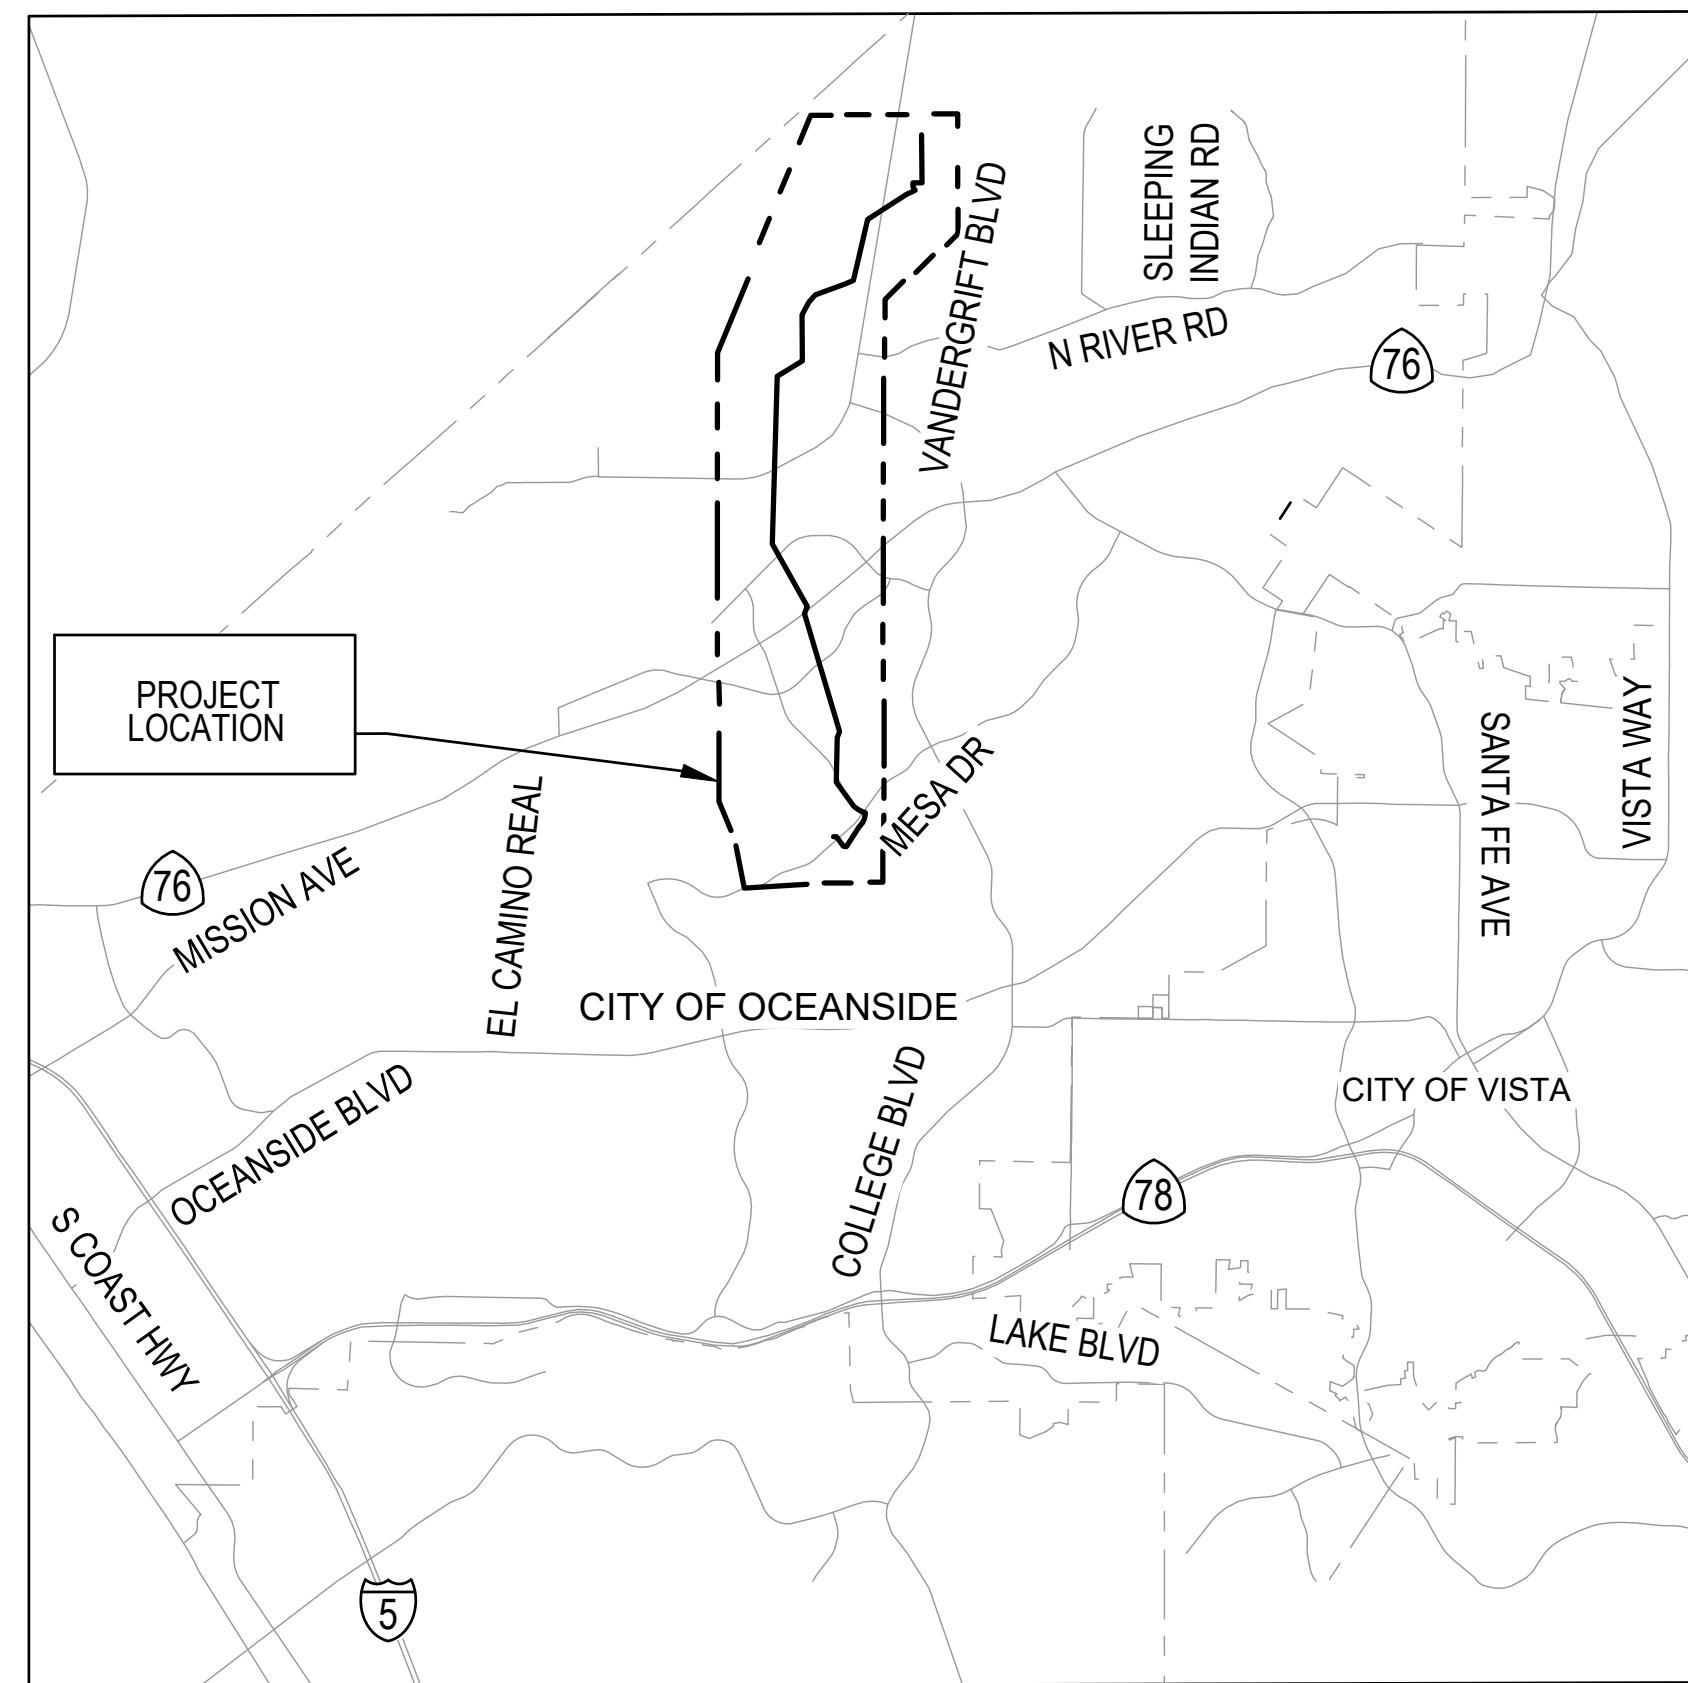 SLEEPING
INDIAN RD
VANDERGRIFT BLVD
N RIVER RD
76
PROJECT
LOCATION
MESA DR
SANTA FE AVE
VISTA WAY
EL CAMINO REAL
76
MISSION AVE
CITY OF OCEANSIDE
CITY OF VISTA
OCEANSIDE BLVD
COLLEGE BLVD
78
S COAST HWY
LAKE BLVD
5